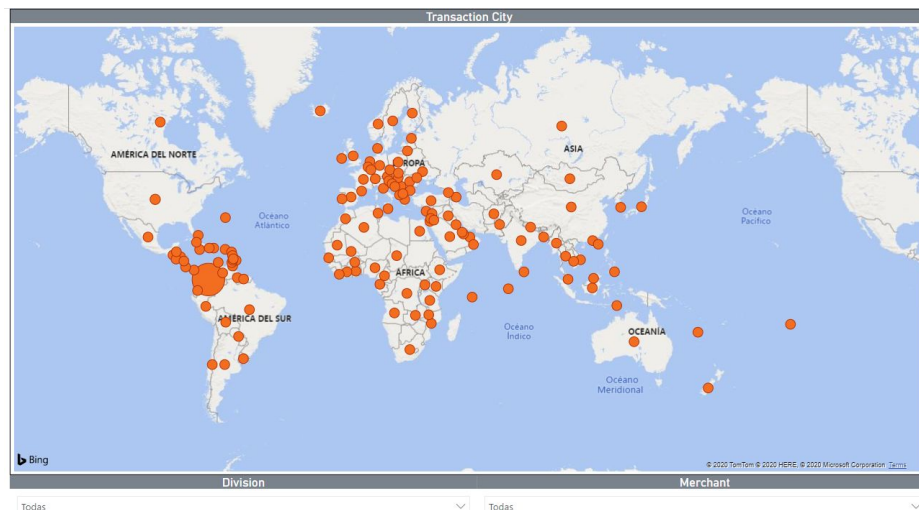 Transaction City
AMÉRICA DEL NORTE
ROPA
ASIA
Océano
Atlántico
Océano
Pacífico
ÁFRICA
AMÉRICA DEL SUR
Océano
Índico
OCEANÍA
Océano
Meridional
Bing
© 2020 TomTom © 2020 HERE, © 2020 Microsoft Corporation Terms
Division
Merchant
Todas
Todas